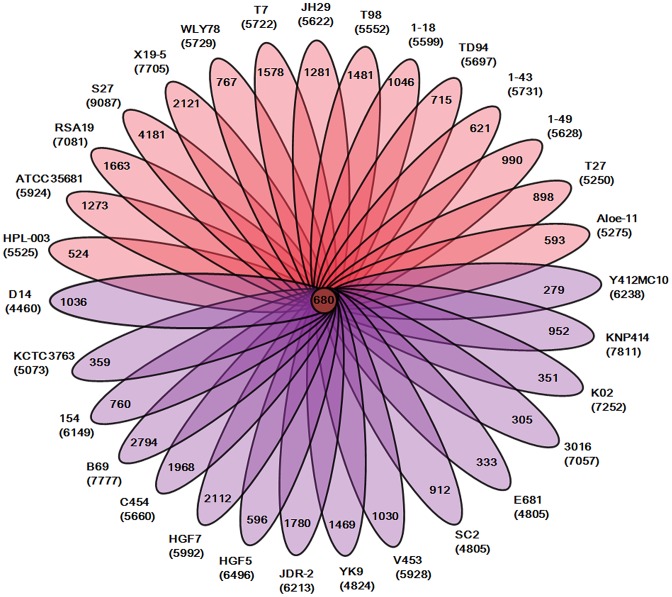 JH29
(5622)
1281
T98
(5552)
1481
1-18
(5599)
1046
TD94
(5697)
715
1-43
(5731)
621
1-49
(5628)
990
T27
(5250)
898
Aloe-11
(5275)
593
Y412MC10
(6238)
279
KNP414
(7811)
952
K02
(7252)
351
3016
(7057)
305
E681
(4805)
333
SC2
(4805)
912
V453
(5928)
1030
YK9
(4824)
1469
JDR-2
(6213)
1780
HGF5
(6496)
596
HGF7
(5992)
2112
C454
(5660)
1968
B69
(7777)
2794
154
(6149)
760
KCTC3763
(5073)
359
D14
(4460)
1036
HPL-003
(5525)
524
ATCC35681
(5924)
1273
RSA19
(7081)
1663
S27
(9087)
4181
X19-5
(7705)
2121
WLY78
(5729)
767
T7
(5722)
1578
680